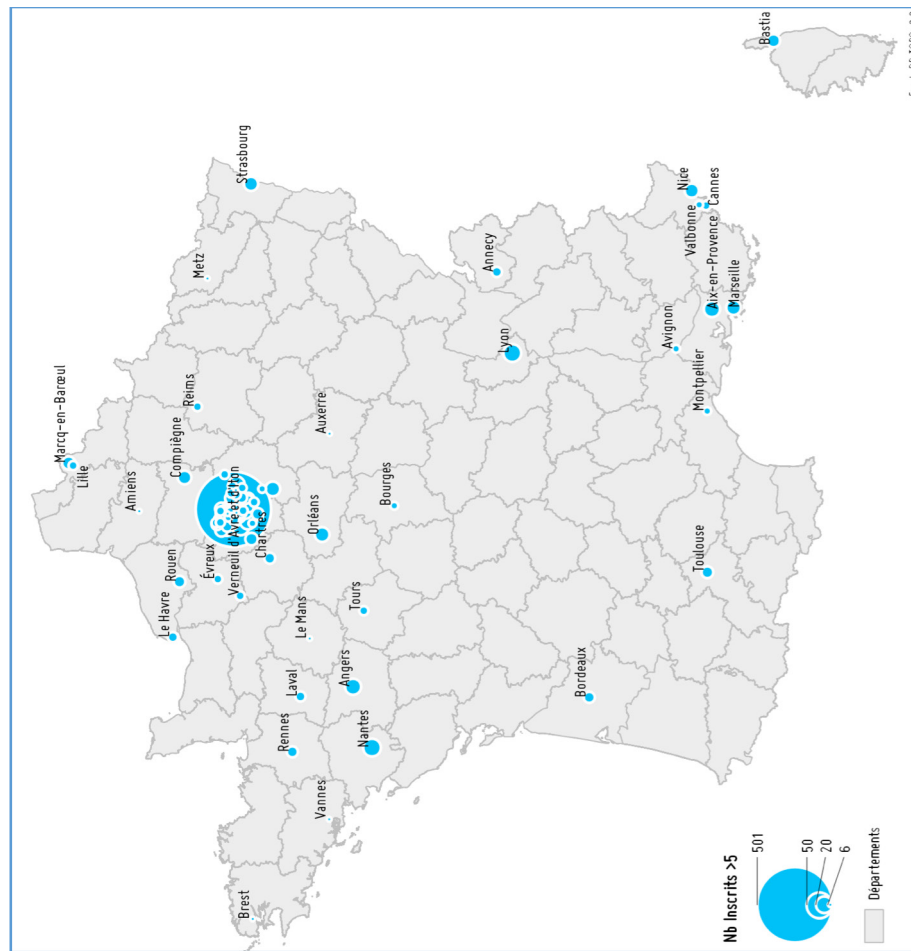 Marcq-en-Barœul
Lille
Amiens
Le Havre
Rouen
Compiègne
Reims
Metz
Strasbourg
Évreux
Verneuil d'Avre et d'Iton
Chartres
Brest
Rennes
Laval
Le Mans
Orléans
Auxerre
Vannes
Nantes
Angers
Tours
Bourges
Annecy
Lyon
Bordeaux
Toulouse
Montpellier
Avignon
Aix-en-Provence
Marseille
Valbonne
Nice
Cannes
Bastia
Nb Inscrits >5
501
50
20
6
Départements